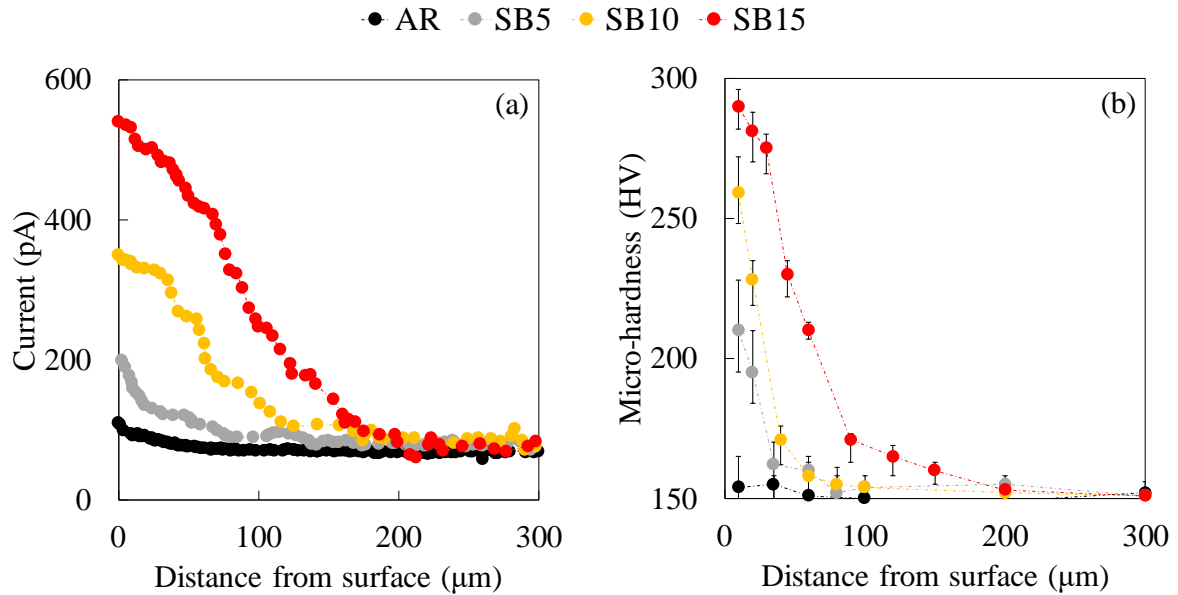 AR SB5 SB10 SB15
(a)
600
400
200
0
Current (pA)
0 100 200 300
Distance from surface (μm)
(b)
300
250
200
150
Micro-hardness (HV)
0 100 200 300
Distance from surface (μm)